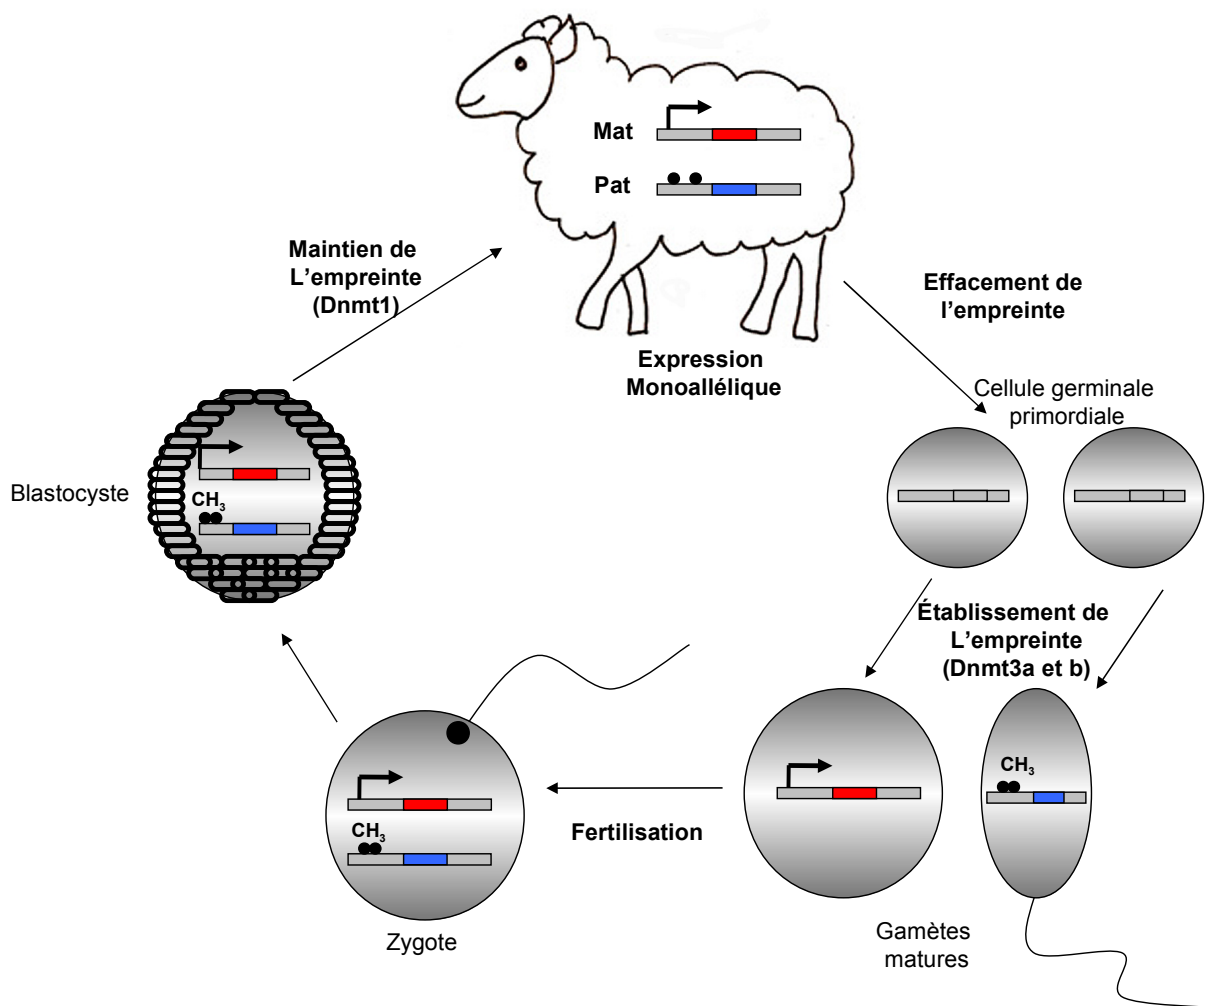 Mat
Pat
Maintien de
L'empreinte
(Dnmt1)
Effacement de
l'empreinte
Expression
Monoallélique
Cellule germinale
primordiale
Blastocyste
CH3
Établissement de
L'empreinte
(Dnmt3a et b)
CH3
Fertilisation
CH3
Zygote
Gamètes
matures